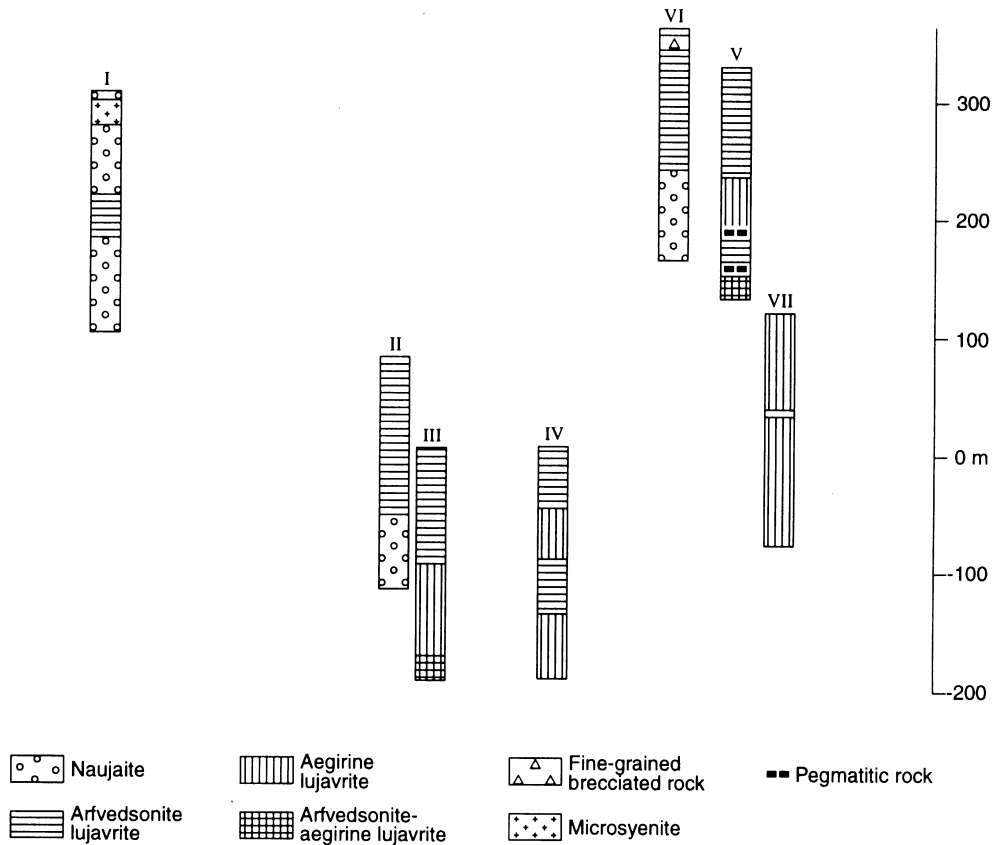 VI
V
I
300
200
VII
100
II
III
IV
0 m
-100
-200
Naujaite
Aegirine
lujavrite
Fine-grained
brecciated rock
Pegmatitic rock
Arfvedsonite
lujavrite
Arfvedsonite-
aegirine lujavrite
Microsyenite